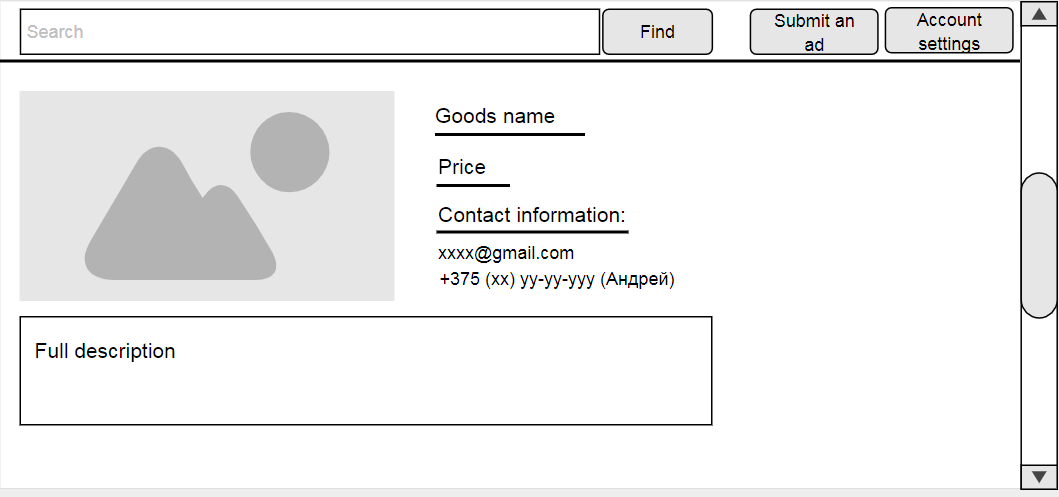 Search
Find
Submit an
ad
Account
settings
Goods name
Price
Contact information:
xxxx@gmail.com
+375 (xx) yy-yy-yyy (Андрей)
Full description